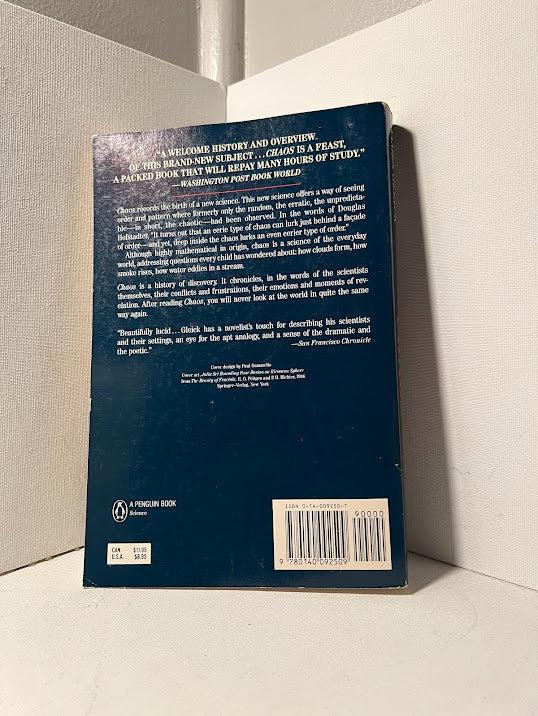 "A WELCOME HISTORY AND OVERVIEW
OF THIS BRAND-NEW SUBJECT...CHAOS IS A FEAST,
A PACKED BOOK THAT WILL REPAY MANY HOURS OF STUDY."
—WASHINGTON POST BOOK WORLD
Chaos records the birth of a new science. This new science offers a way of seeing
order and pattern where formerly only the random, the erratic, the unpredicta-
ble—in short, the chaotic—had been observed. In the words of Douglas
Hofstadter, "It turns out that an eerie type of chaos can lurk just behind a façade
of order—and yet, deep inside the chaos lurks an even eerier type of order."
Although highly mathematical in origin, chaos is a science of the everyday
world, addressing questions every child has wondered about: how clouds form, how
smoke rises, how water eddies in a stream.
Chaos is a history of discovery. It chronicles, in the words of the scientists
themselves, their conflicts and frustrations, their emotions and moments of rev-
elation. After reading Chaos, you will never look at the world in quite the same
way again.
"Beautifully lucid...Gleick has a novelist's touch for describing his scientists
and their settings, an eye for the apt analogy, and a sense of the dramatic and
the poetic."
—San Francisco Chronicle
Cover design by Paul Gamarello
Cover art, Julia Set Bounding Four Basins on Riemann Sphere
from The Beauty of Fractals, H. O. Peitgen and P. H. Richter, 1986
Springer-Verlag, New York
A PENGUIN BOOK
Science
CAN. $11.95
U.S.A. $8.95
ISBN 0-14-009250-1
90000
9 780140 092509